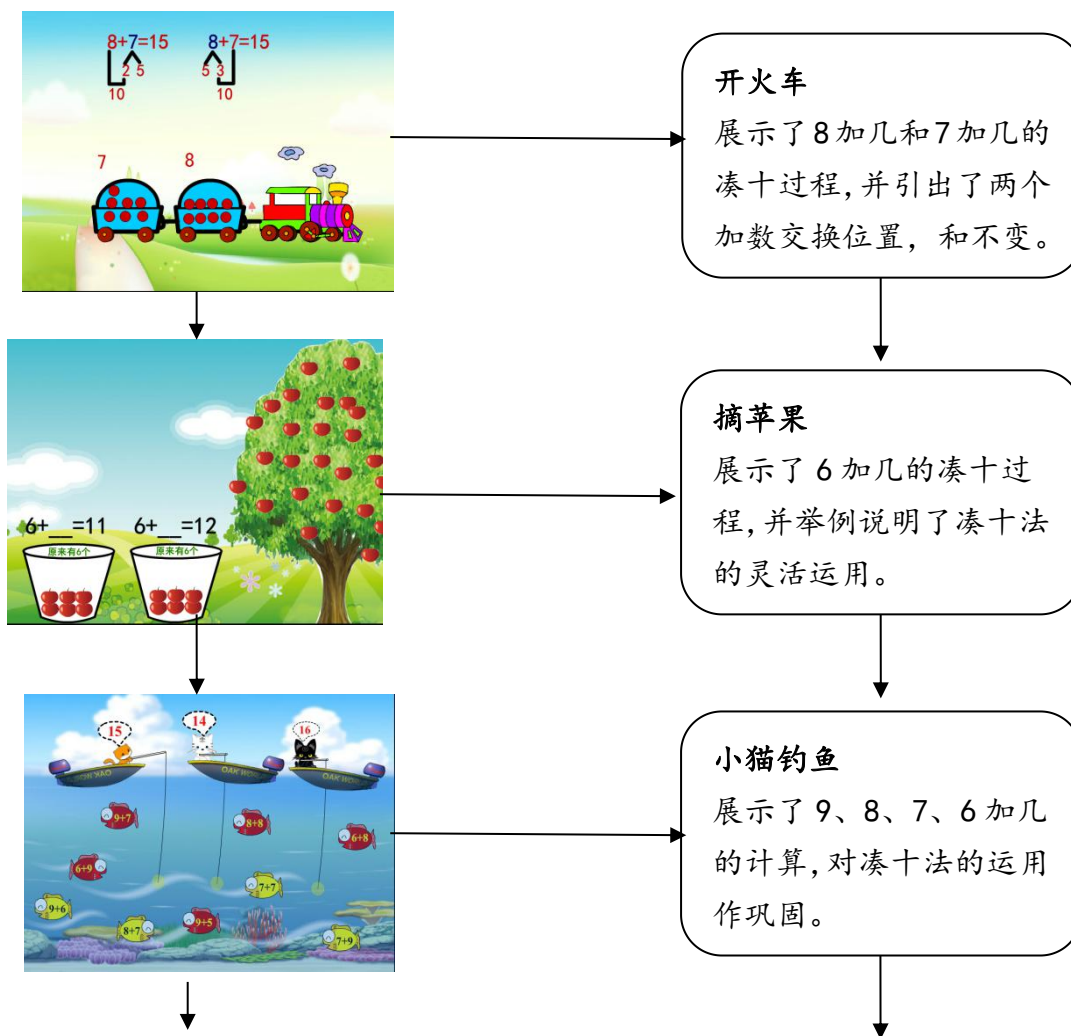 8+7=15 8+7=15
2 5 5 3
10 10
7 8
开火车
展示了8加几和7加几的
凑十过程,并引出了两个
加数交换位置，和不变。
6+__=11 6+__=12
原来有6个 原来有6个
摘苹果
展示了 6 加几的凑十过
程,并举例说明了凑十法
的灵活运用。
15 14 16
OAK WOR
9+7 8+8 6+8
6+9 7+7
9+6 8+7 9+5 7+9
小猫钓鱼
展示了 9、8、7、6 加几
的计算,对凑十法的运用
作巩固。